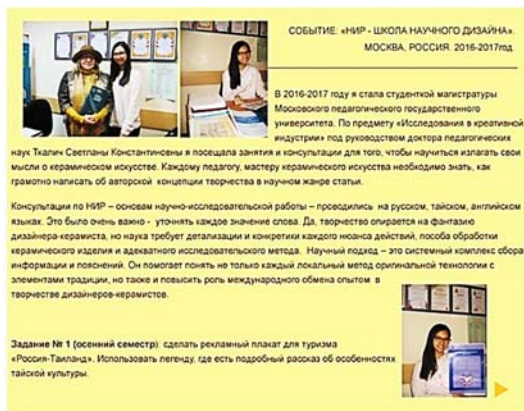 СОБЫТИЕ: «НИР - ШКОЛА НАУЧНОГО ДИЗАЙНА».
МОСКВА, РОССИЯ. 2016-2017год.
В 2016-2017 году я стала студенткой магистратуры
Московского педагогического государственного
университета. По предмету «Исследования в креативной
индустрии» под руководством доктора педагогических
наук Ткалич Светланы Константиновны я посещала занятия и консультации для того, чтобы научиться излагать свои
мысли о керамическом искусстве. Каждому педагогу, мастеру керамического искусства необходимо знать, как
грамотно написать об авторской концепции творчества в научном жанре статьи.
Консультации по НИР – основам научно-исследовательской работы – проводились на русском, тайском, английском
языках. Это было очень важно - уточнять каждое значение слова. Да, творчество опирается на фантазию
дизайнера-керамиста, но наука требует детализации и конкретики каждого нюанса действий, пособа обработки
керамического изделия и адекватного исследовательского метода. Научный подход – это системный комплекс сбора
информации и пояснений. Он помогает понять не только каждый локальный метод оригинальной технологии с
элементами традиции, но также и повысить роль международного обмена опытом в
творчестве дизайнеров-керамистов.
Задание № 1 (осенний семестр): сделать рекламный плакат для туризма
«Россия-Таиланд». Использовать легенду, где есть подробный рассказ об особенностях
тайской культуры.